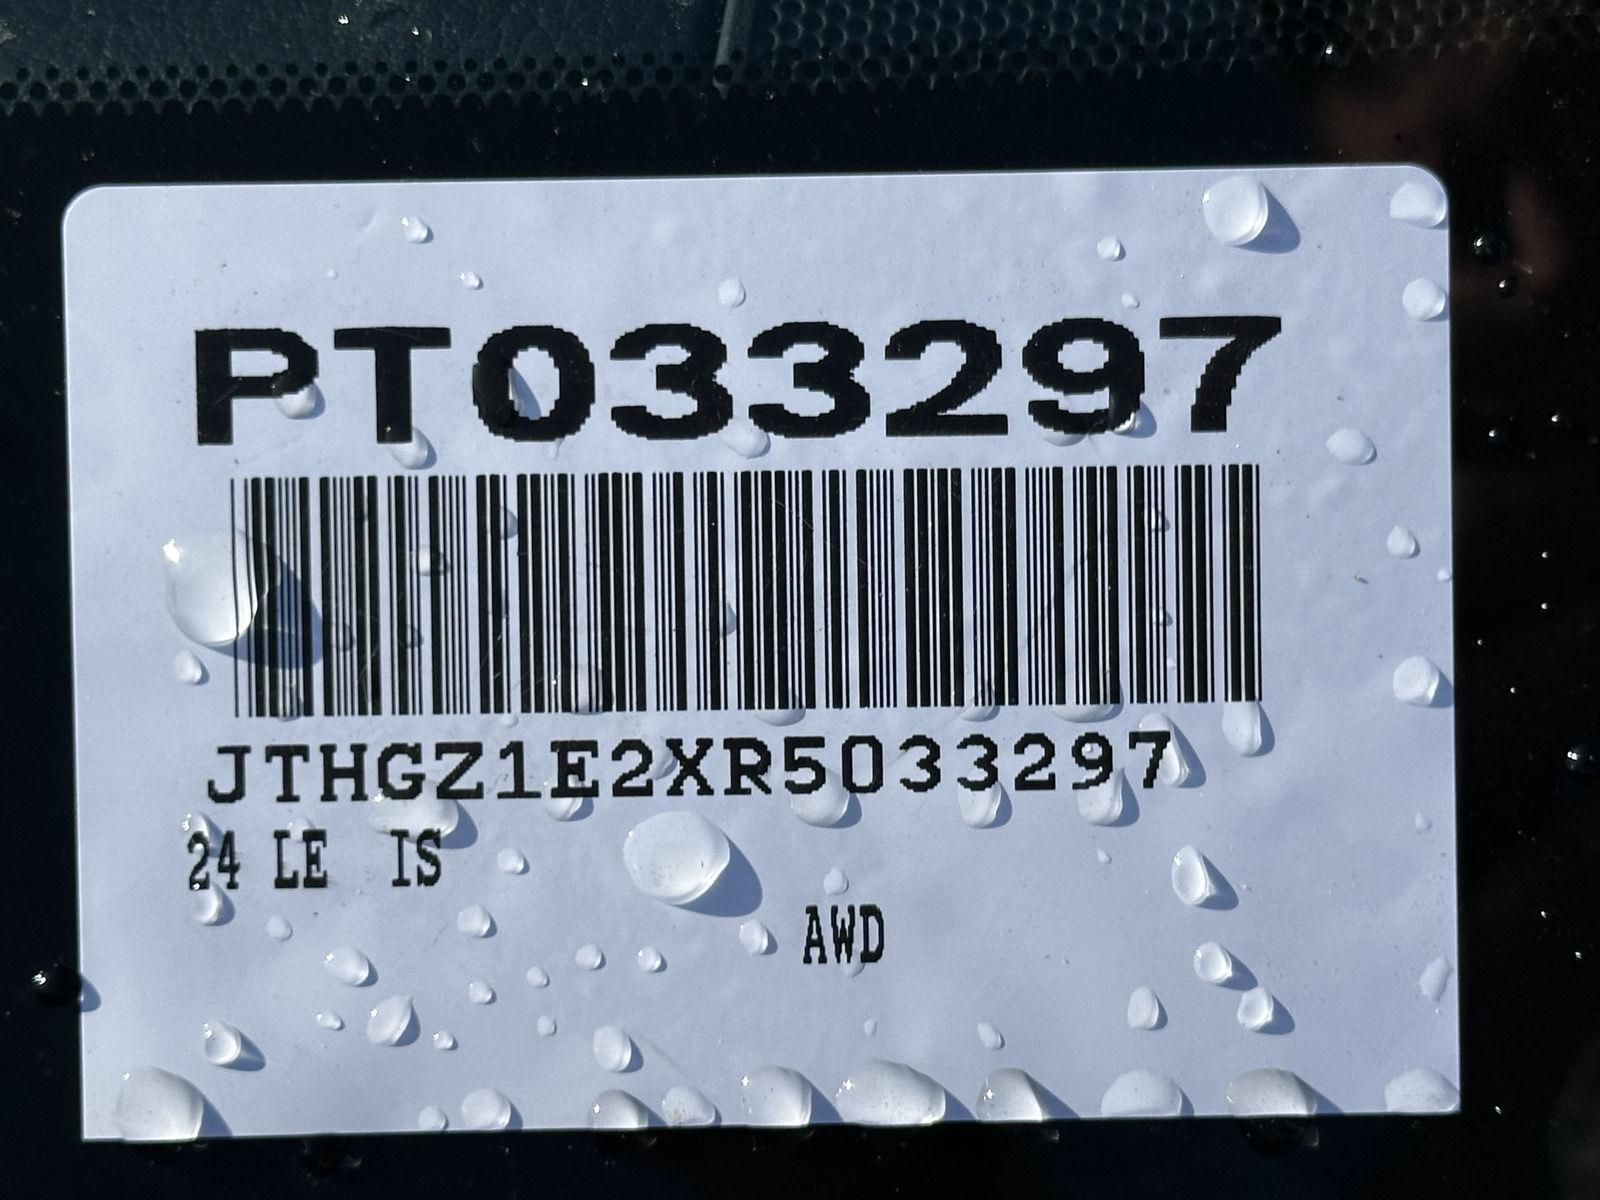 PT033297
JTHGZ1E2XR5033297
24 LE IS
AWD